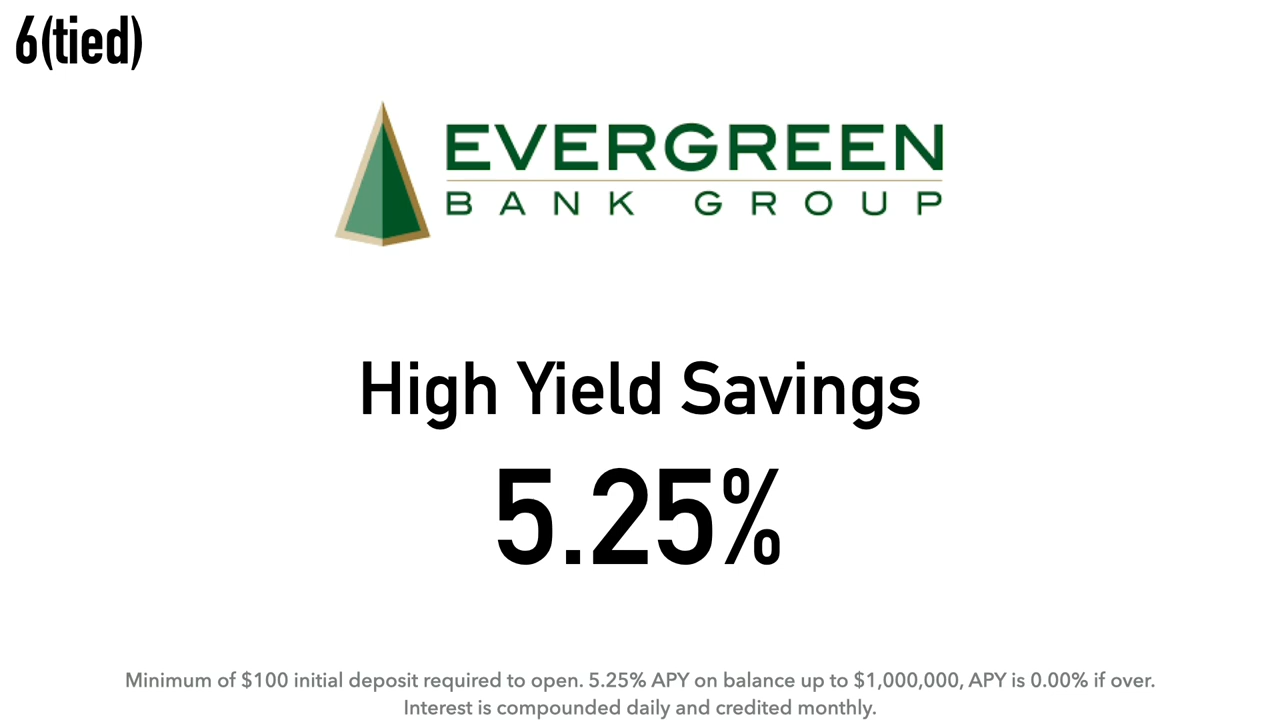 6(tied)
EVERGREEN
BANK GROUP
High Yield Savings
5.25%
Minimum of $100 initial deposit required to open. 5.25% APY on balance up to $1,000,000, APY is 0.00% if over.
Interest is compounded daily and credited monthly.